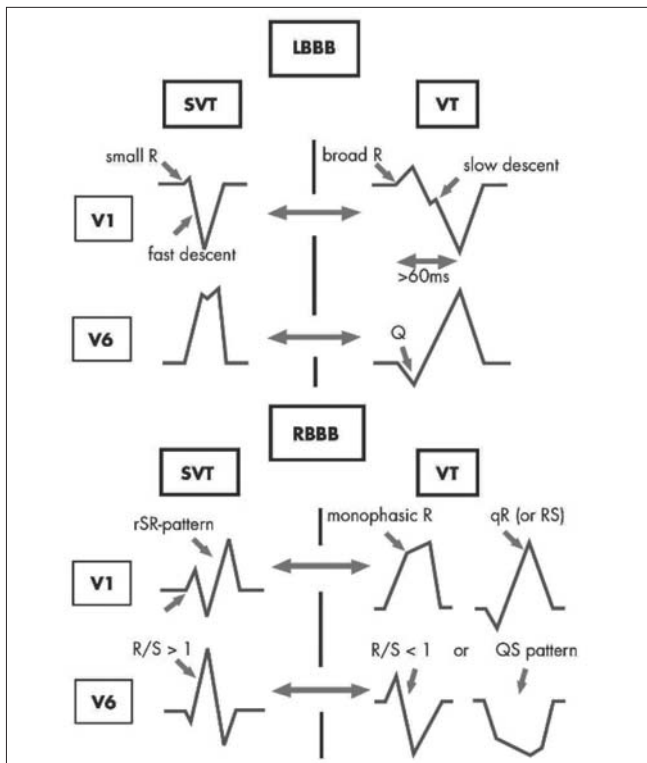 LBBB
SVT
VT
small R
broad R
slow descent
V1
fast descent
>60ms
V6
Q
RBBB
SVT
VT
rSR-pattern
monophasic R
qR (or RS)
V1
R/S > 1
R/S < 1 or QS pattern
V6